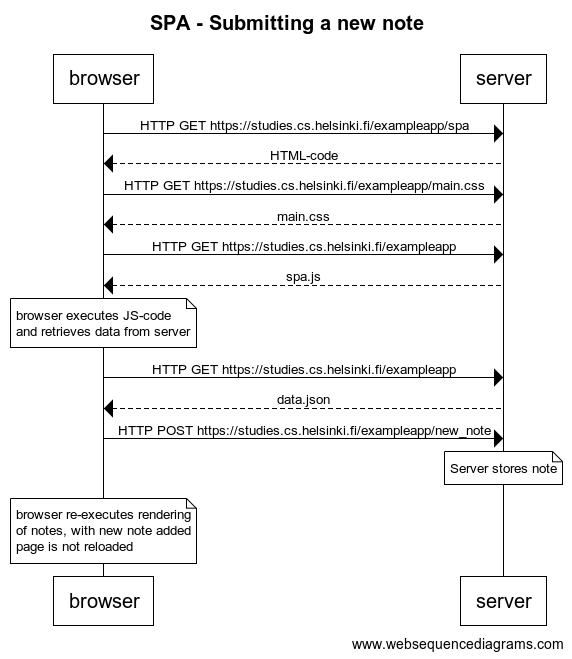 SPA - Submitting a new note
browser
server
HTTP GET https://studies.cs.helsinki.fi/exampleapp/spa
HTML-code
HTTP GET https://studies.cs.helsinki.fi/exampleapp/main.css
main.css
HTTP GET https://studies.cs.helsinki.fi/exampleapp
spa.js
browser executes JS-code
and retrieves data from server
HTTP GET https://studies.cs.helsinki.fi/exampleapp
data.json
HTTP POST https://studies.cs.helsinki.fi/exampleapp/new_note
Server stores note
browser re-executes rendering
of notes, with new note added
page is not reloaded
browser
server
www.websequencediagrams.com